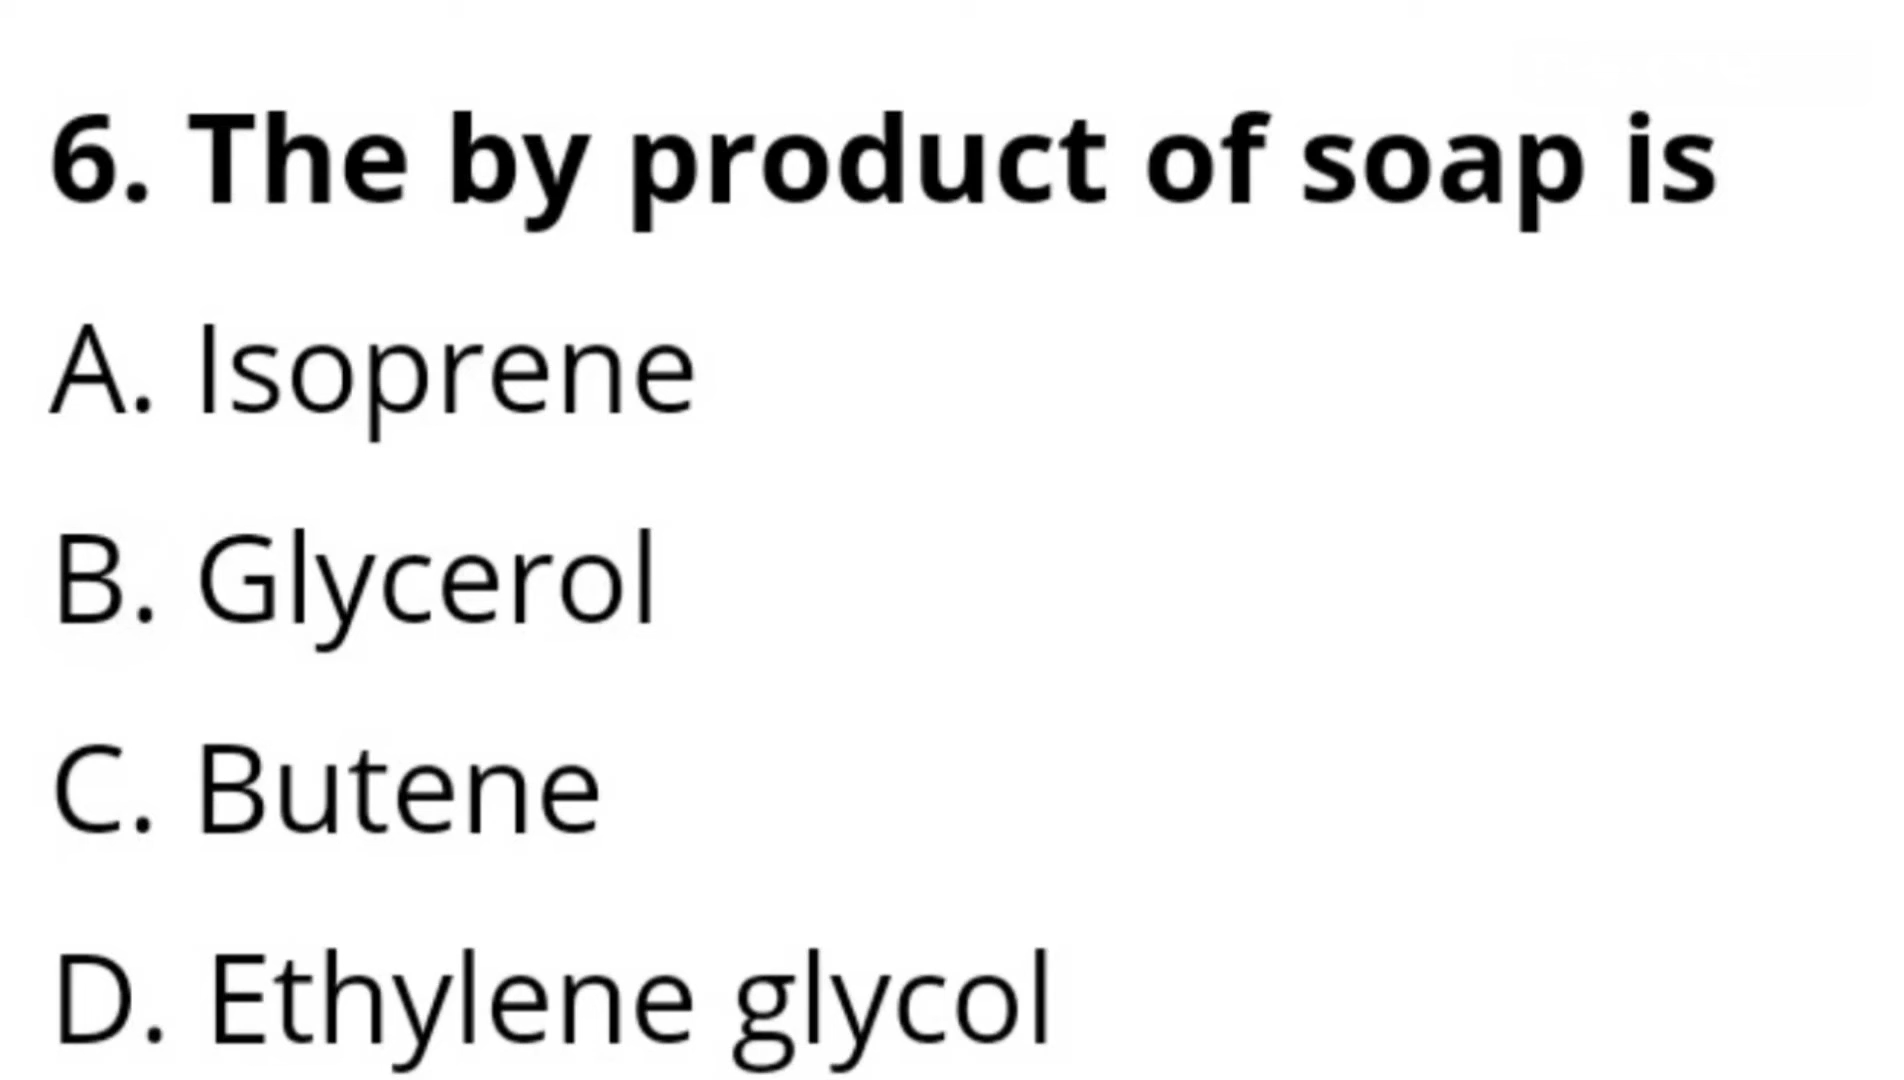 6. The by product of soap is
A. Isoprene
B. Glycerol
C. Butene
D. Ethylene glycol